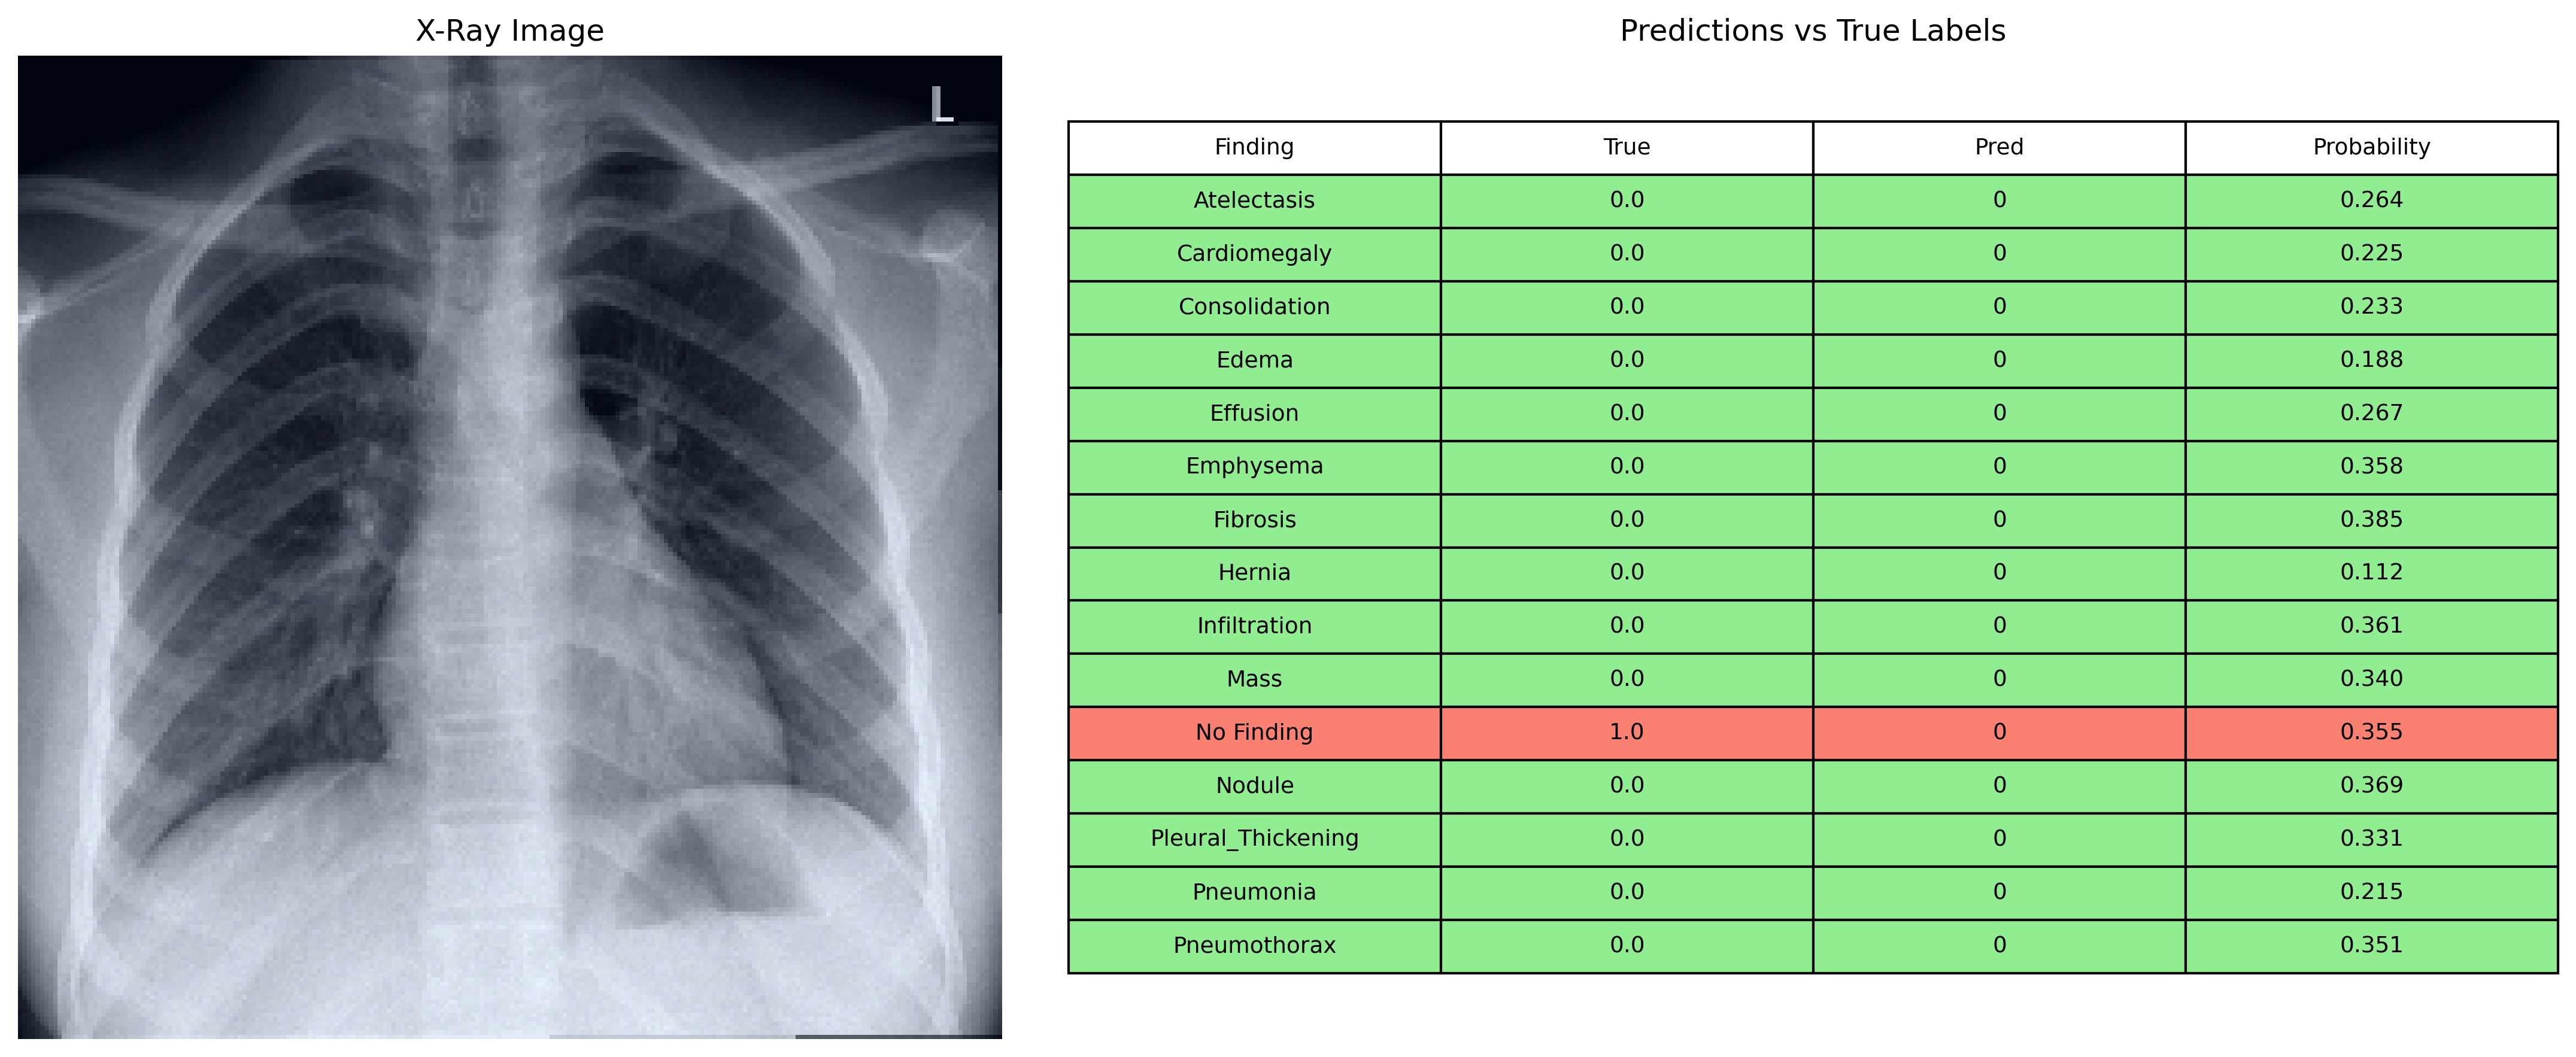 X-Ray Image
L
Predictions vs True Labels
Finding True Pred Probability
Atelectasis 0.0 0 0.264
Cardiomegaly 0.0 0 0.225
Consolidation 0.0 0 0.233
Edema 0.0 0 0.188
Effusion 0.0 0 0.267
Emphysema 0.0 0 0.358
Fibrosis 0.0 0 0.385
Hernia 0.0 0 0.112
Infiltration 0.0 0 0.361
Mass 0.0 0 0.340
No Finding 1.0 0 0.355
Nodule 0.0 0 0.369
Pleural_Thickening 0.0 0 0.331
Pneumonia 0.0 0 0.215
Pneumothorax 0.0 0 0.351